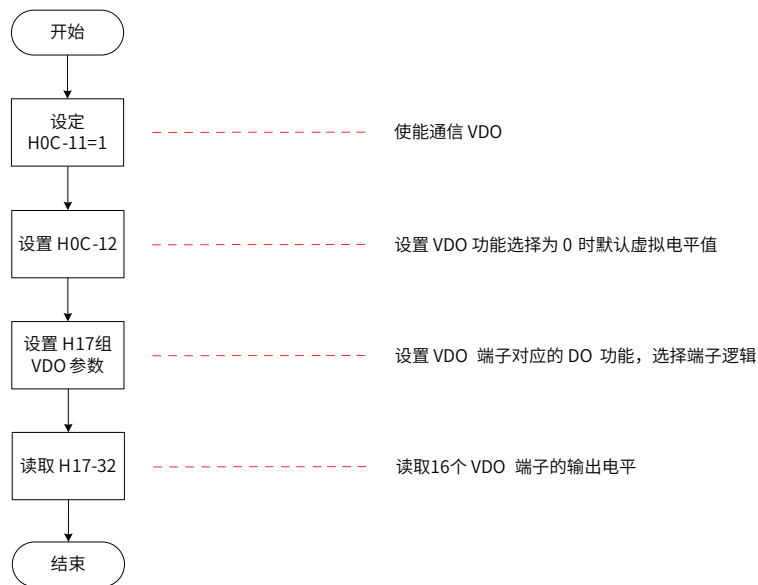 开始
设定
H0C-11=1
使能通信 VDO
设置 H0C-12
设置 VDO 功能选择为 0 时默认虚拟电平值
设置 H17组
VDO 参数
设置 VDO 端子对应的 DO 功能，选择端子逻辑
读取 H17-32
读取16个 VDO 端子的输出电平
结束